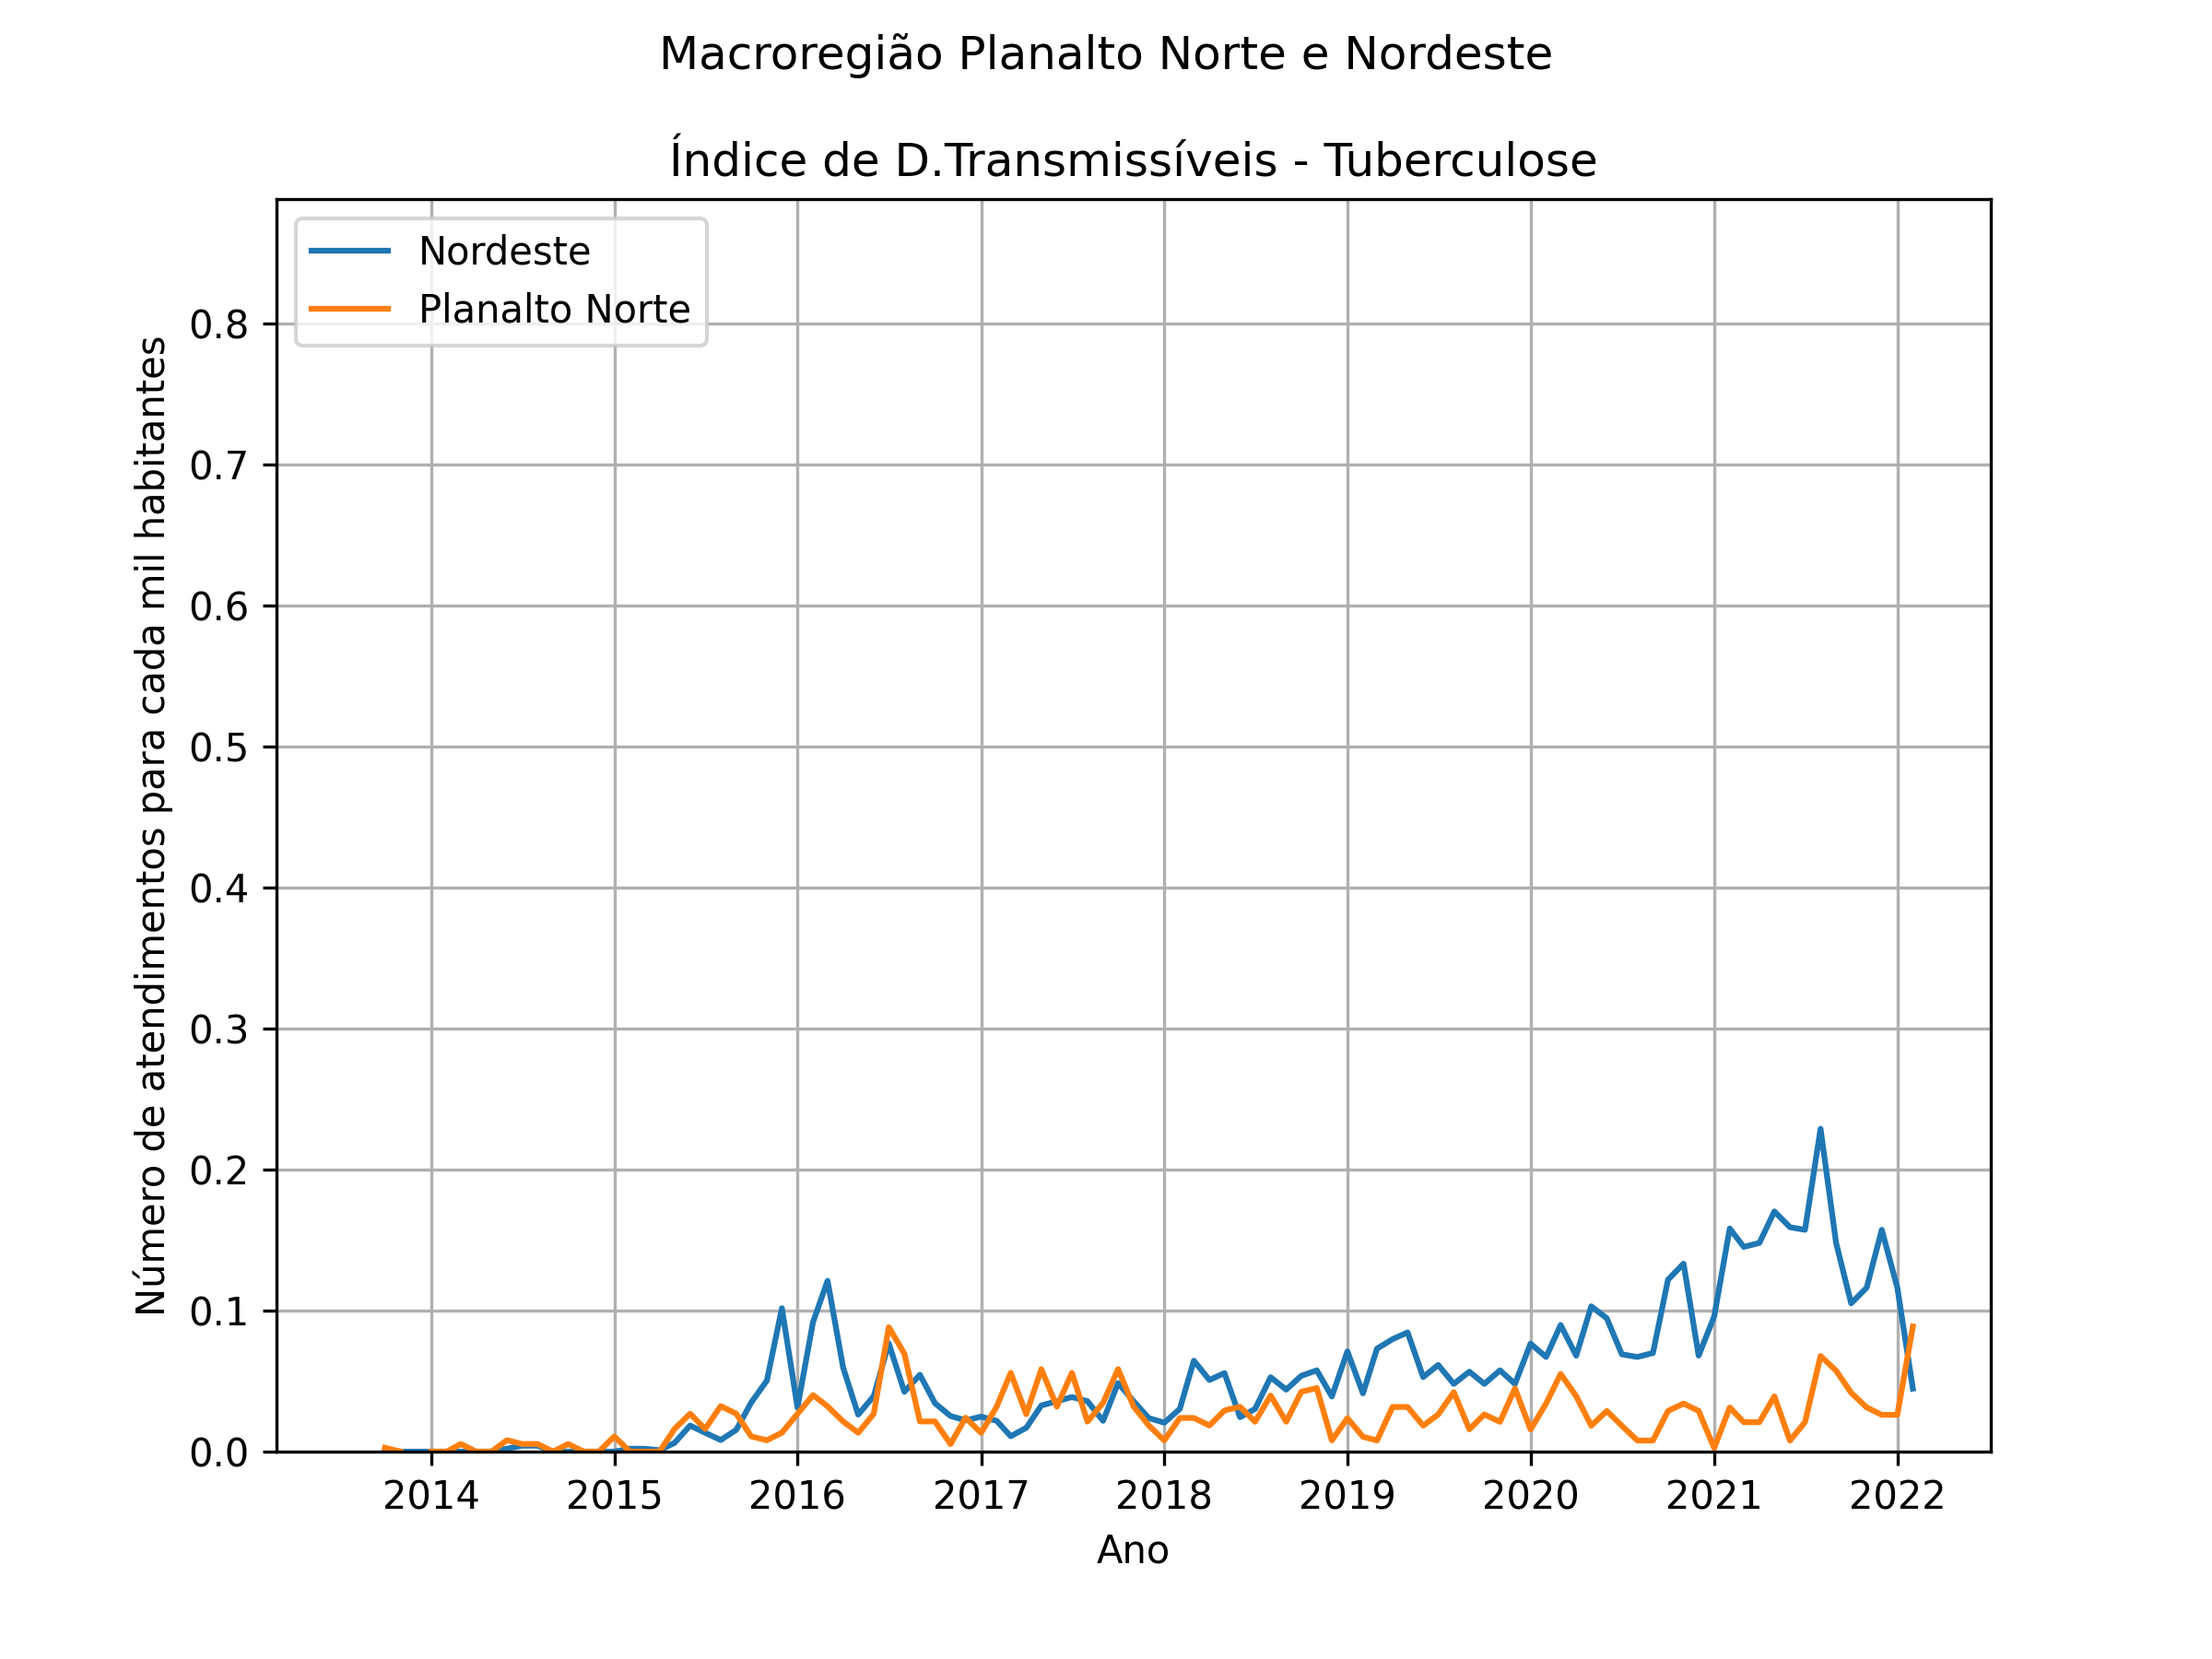 Macroregião Planalto Norte e Nordeste
Índice de D.Transmissíveis - Tuberculose
Nordeste
Planalto Norte
Número de atendimentos para cada mil habitantes
0.8
0.7
0.6
0.5
0.4
0.3
0.2
0.1
0.0
2014 2015 2016 2017 2018 2019 2020 2021 2022
Ano